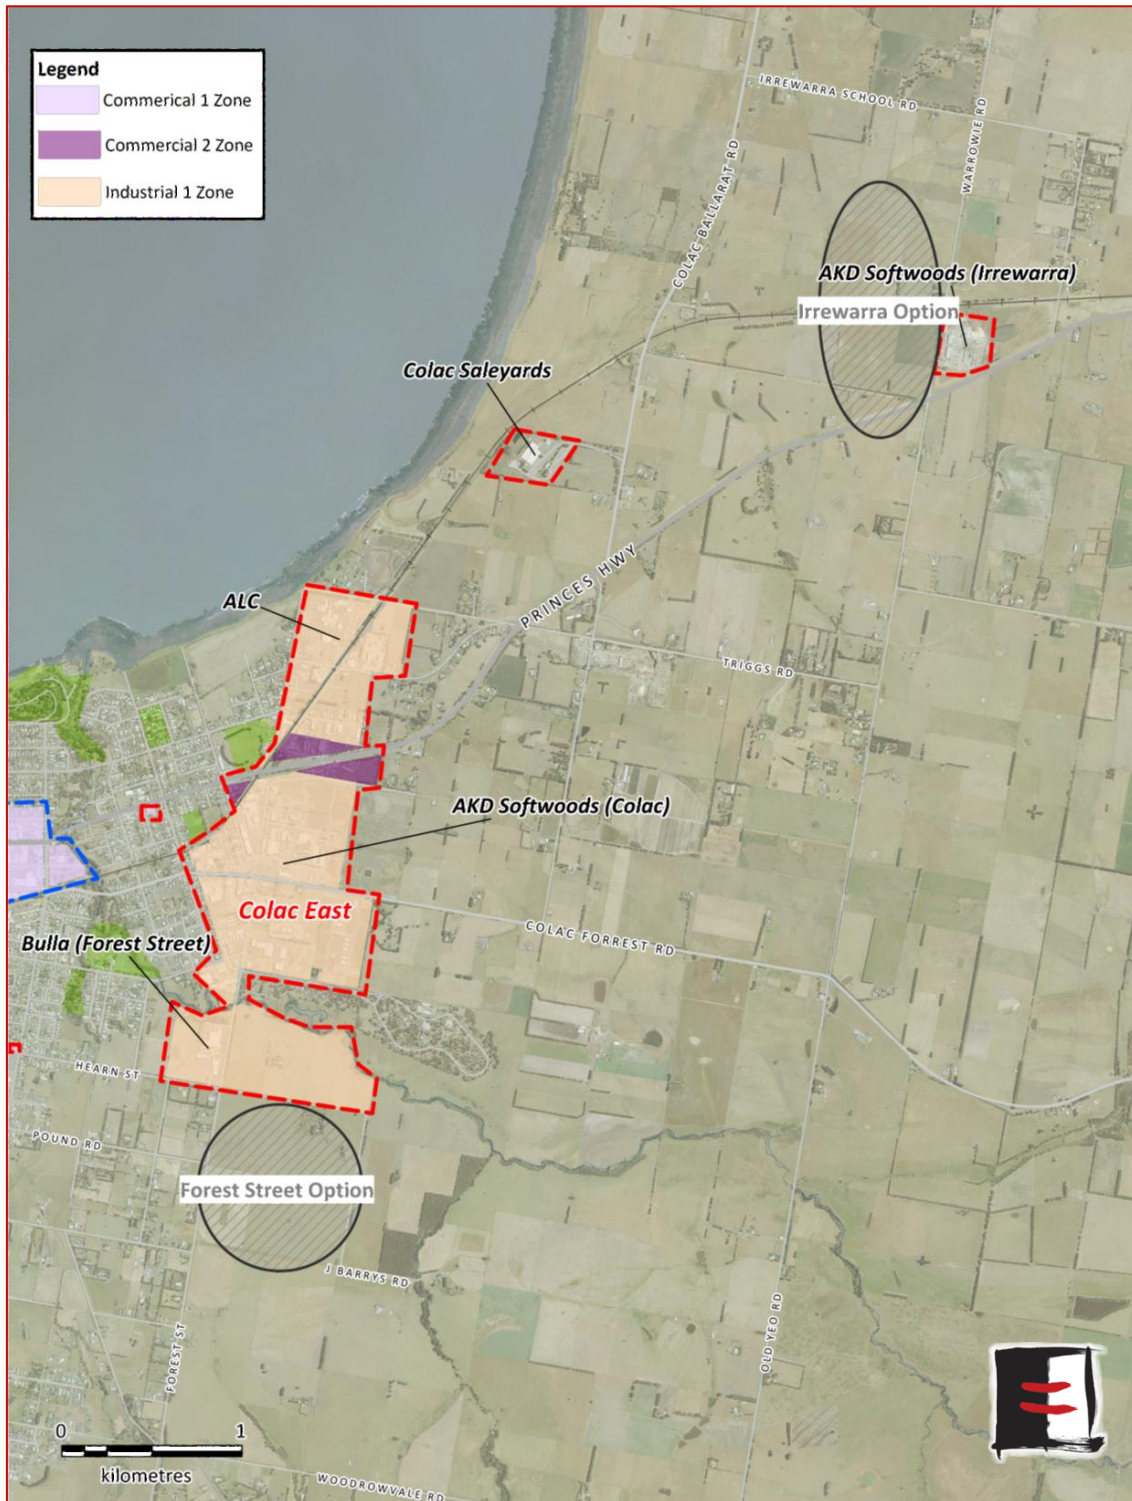 Legend
Commerical 1 Zone
Commercial 2 Zone
Industrial 1 Zone
IRREWARRA SCHOOL RD
WARROWIE RD
COLAC BALLARAT RD
AKD Softwoods (Irrewarra)
Irrewarra Option
Colac Saleyards
PRINCES HWY
ALC
TRIGGS RD
AKD Softwoods (Colac)
Colac East
COLAC FORREST RD
Bulla (Forest Street)
HEARN ST
POUND RD
Forest Street Option
J BARRYS RD
OLD YEO RD
FOREST ST
0 1
kilometres
WOODROWVALE RD